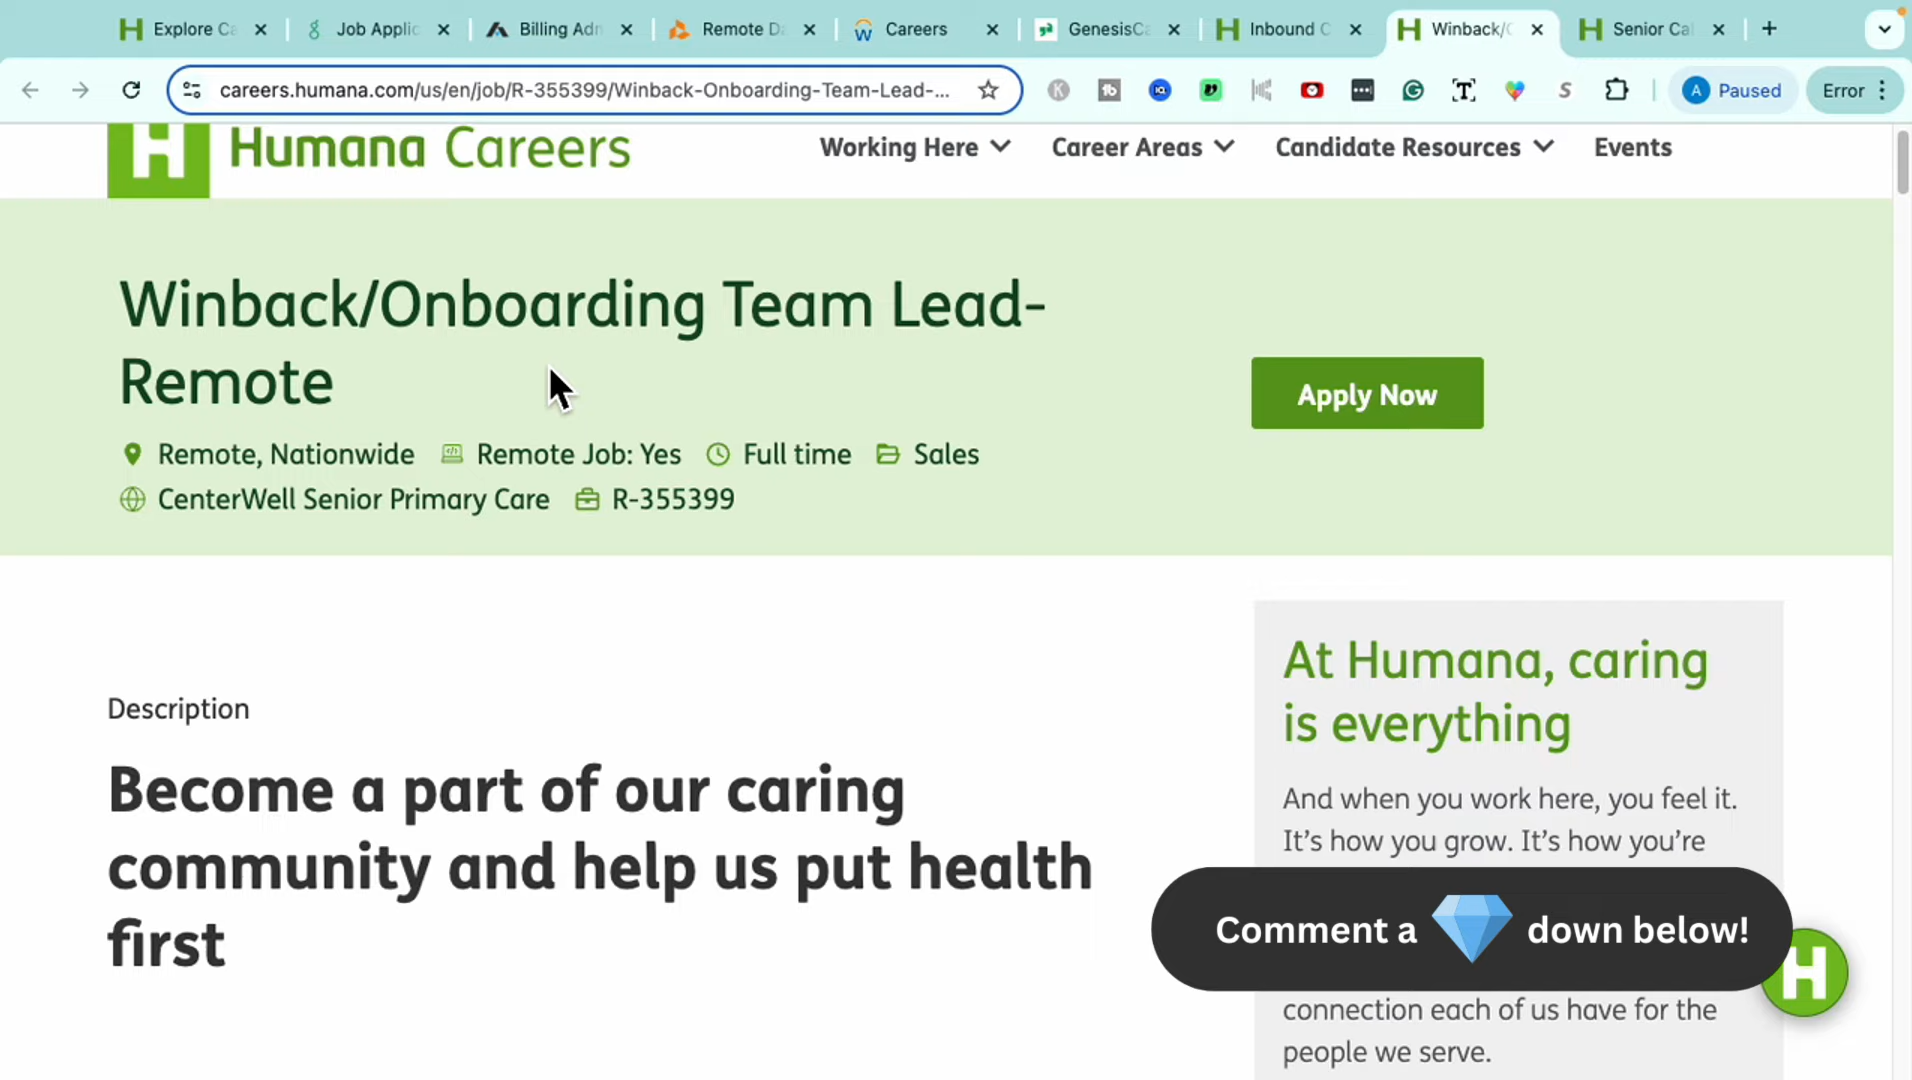 Explore Ca
Job Applic
Billing Adm
Remote Da
Careers
GenesisCa
Inbound C
Winback/O
Senior Cal
careers.humana.com/us/en/job/R-355399/Winback-Onboarding-Team-Lead-...
Paused
Error
Humana Careers
Working Here
Career Areas
Candidate Resources
Events
Winback/Onboarding Team Lead-
Remote
Apply Now
Remote, Nationwide
Remote Job: Yes
Full time
Sales
CenterWell Senior Primary Care
R-355399
Description
Become a part of our caring
community and help us put health
first
At Humana, caring
is everything
And when you work here, you feel it.
It's how you grow. It's how you're
Comment a down below!
connection each of us have for the
people we serve.